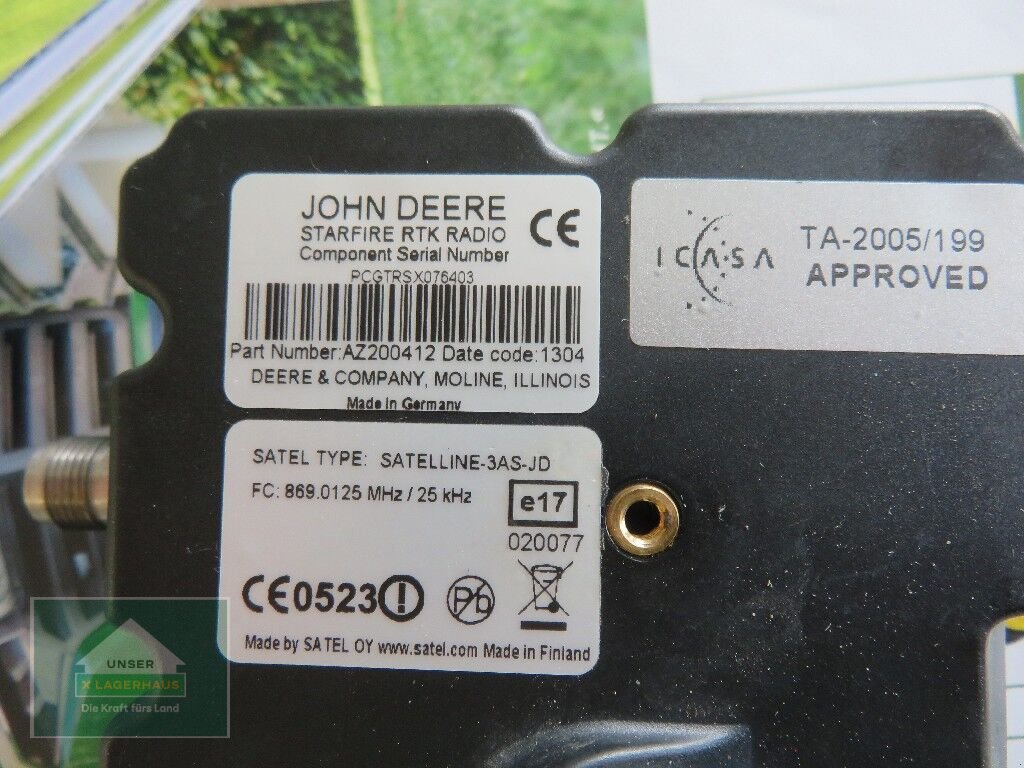 JOHN DEERE
STARFIRE RTK RADIO
Component Serial Number
PCGTRSX076403
CE
Part Number:AZ200412 Date code:1304
DEERE & COMPANY, MOLINE, ILLINOIS
Made in Germany
ICASA
TA-2005/199
APPROVED
SATEL TYPE: SATELLINE-3AS-JD
FC: 869.0125 MHz / 25 kHz
e17
020077
CE0523!
Pb
Made by SATEL OY www.satel.com Made in Finland
UNSER
X LAGERHAUS
Die Kraft fürs Land